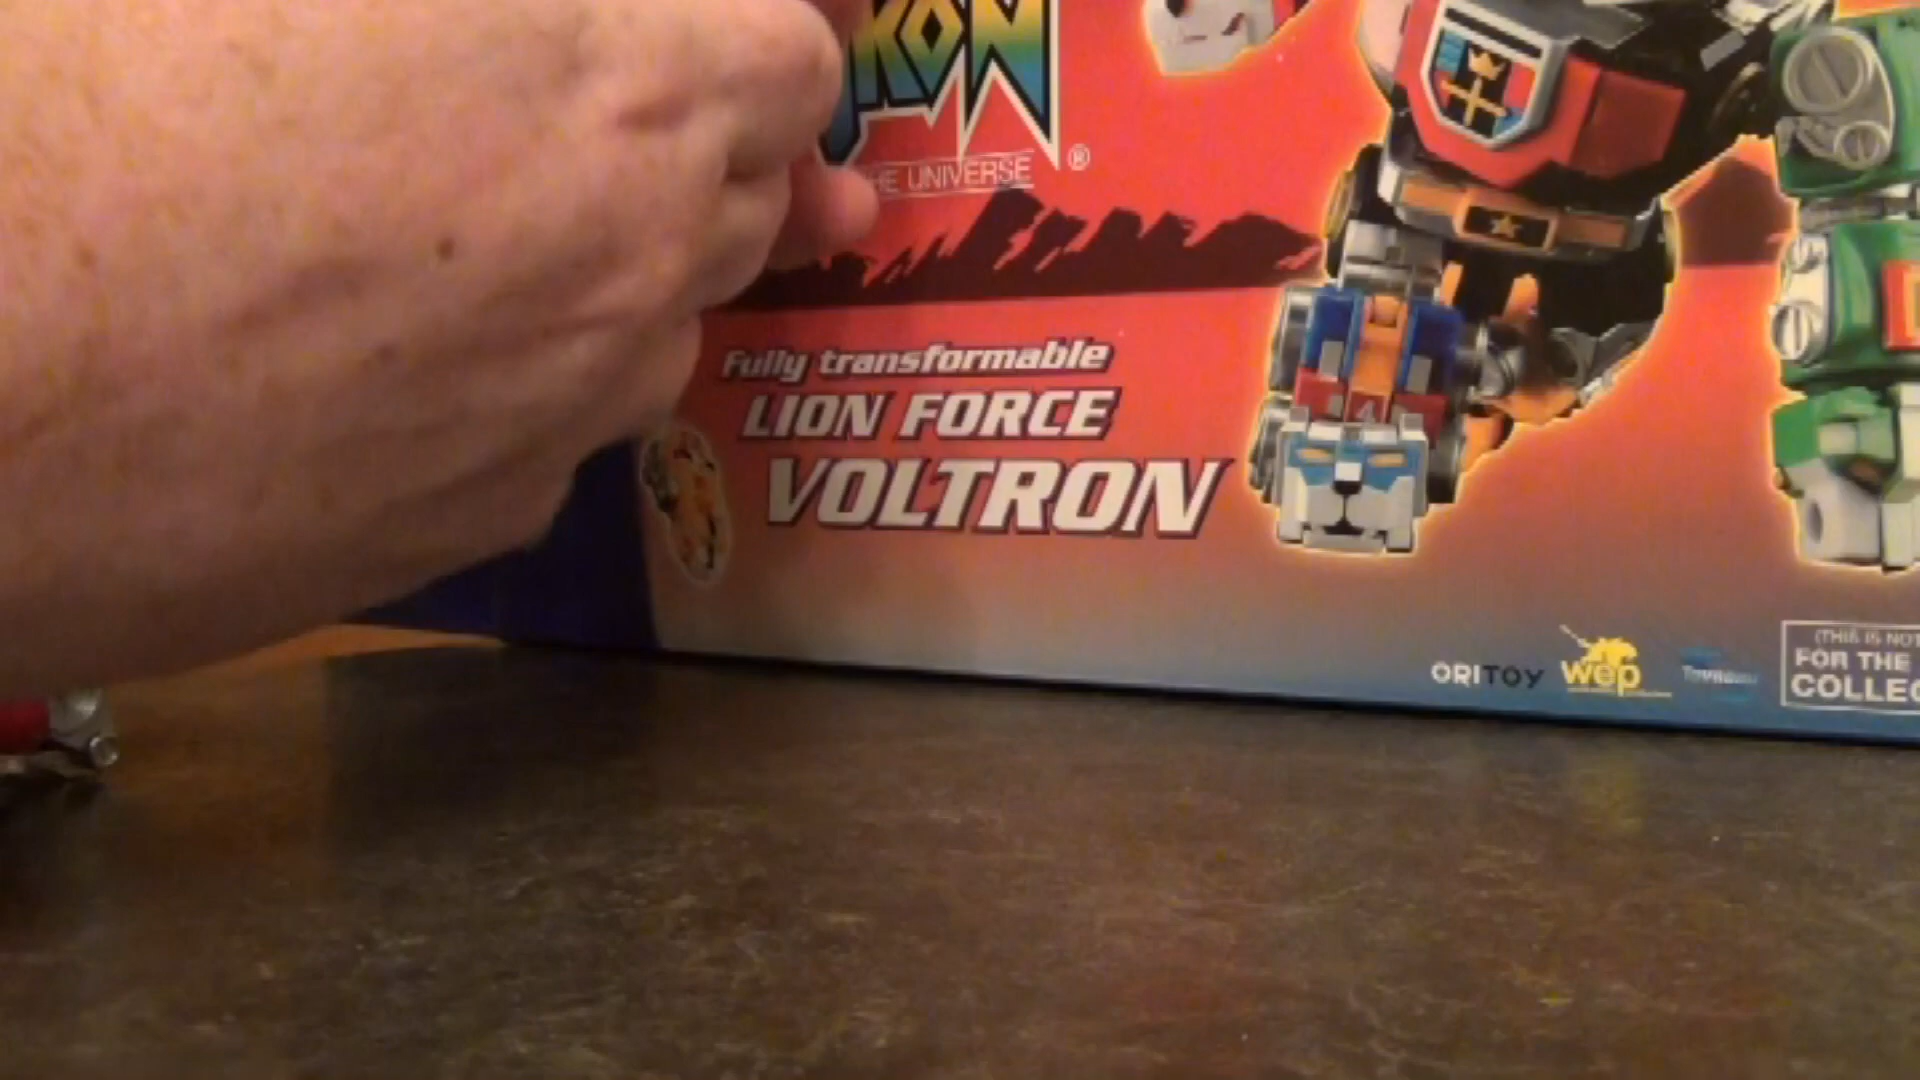 HE UNIVERSE ®
Fully transformable
LION FORCE
VOLTRON
ORITOY
wep
(THIS IS NOT
FOR THE
COLLEC